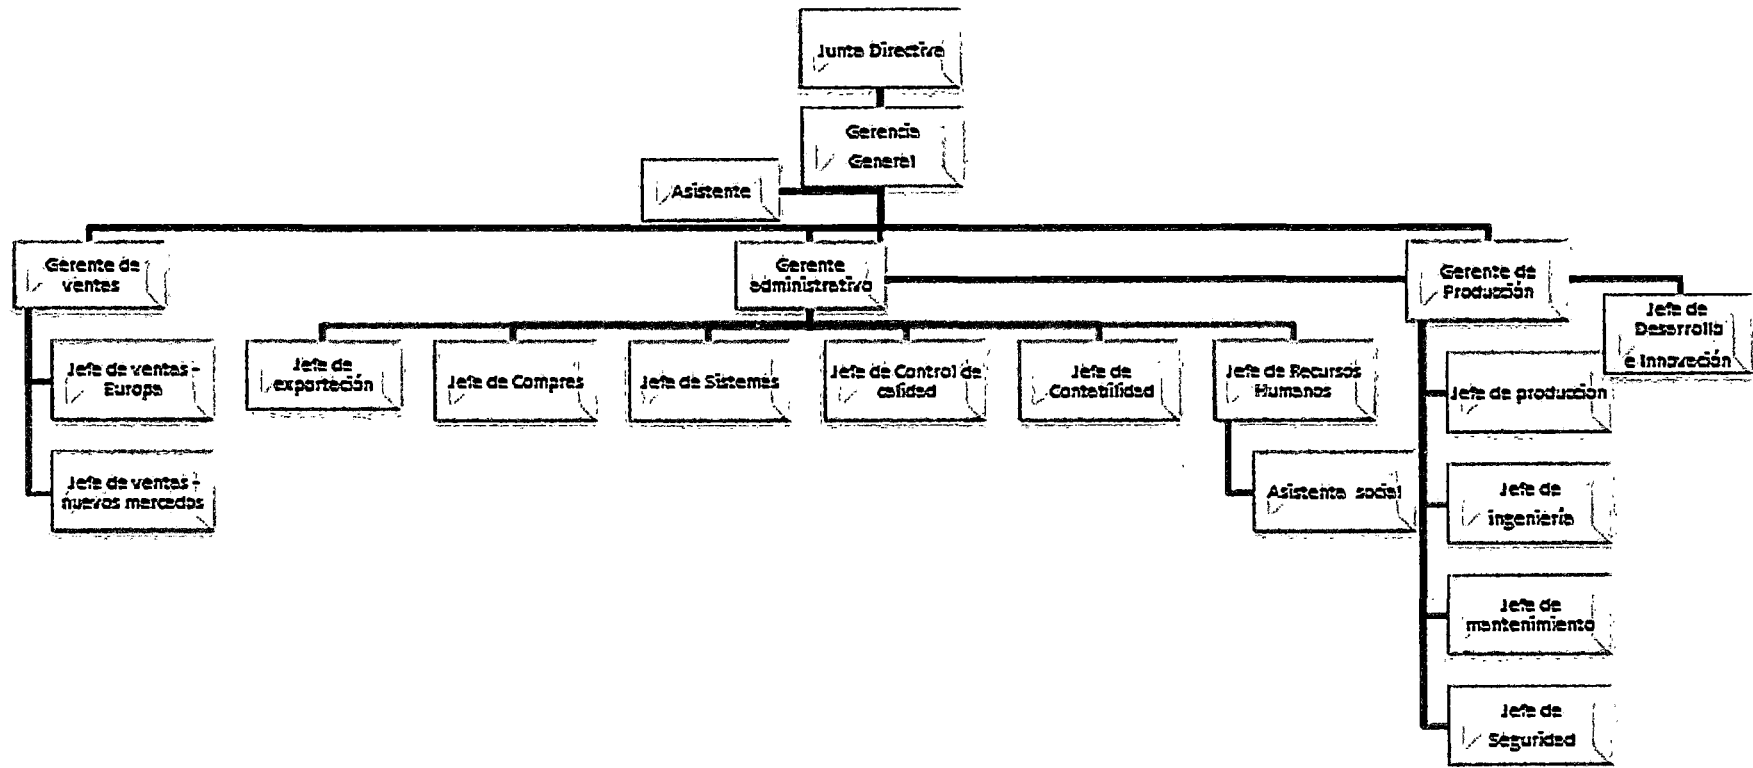 Junta Directiva
Gerencia
General
Asistente
Gerente de
ventas
Gerente
administrativo
Gerente de
Producción
Jefe de
Desarrollo
e Innovación
Jefe de ventas -
Europa
Jefe de
exportación
Jefe de Compras
Jefe de Sistemas
Jefe de Control de
calidad
Jefe de
Contabilidad
Jefe de Recursos
Humanos
Jefe de producción
Jefe de ventas -
nuevos mercados
Asistenta social
Jefe de
ingeniería
Jefe de
mantenimiento
Jefe de
Seguridad